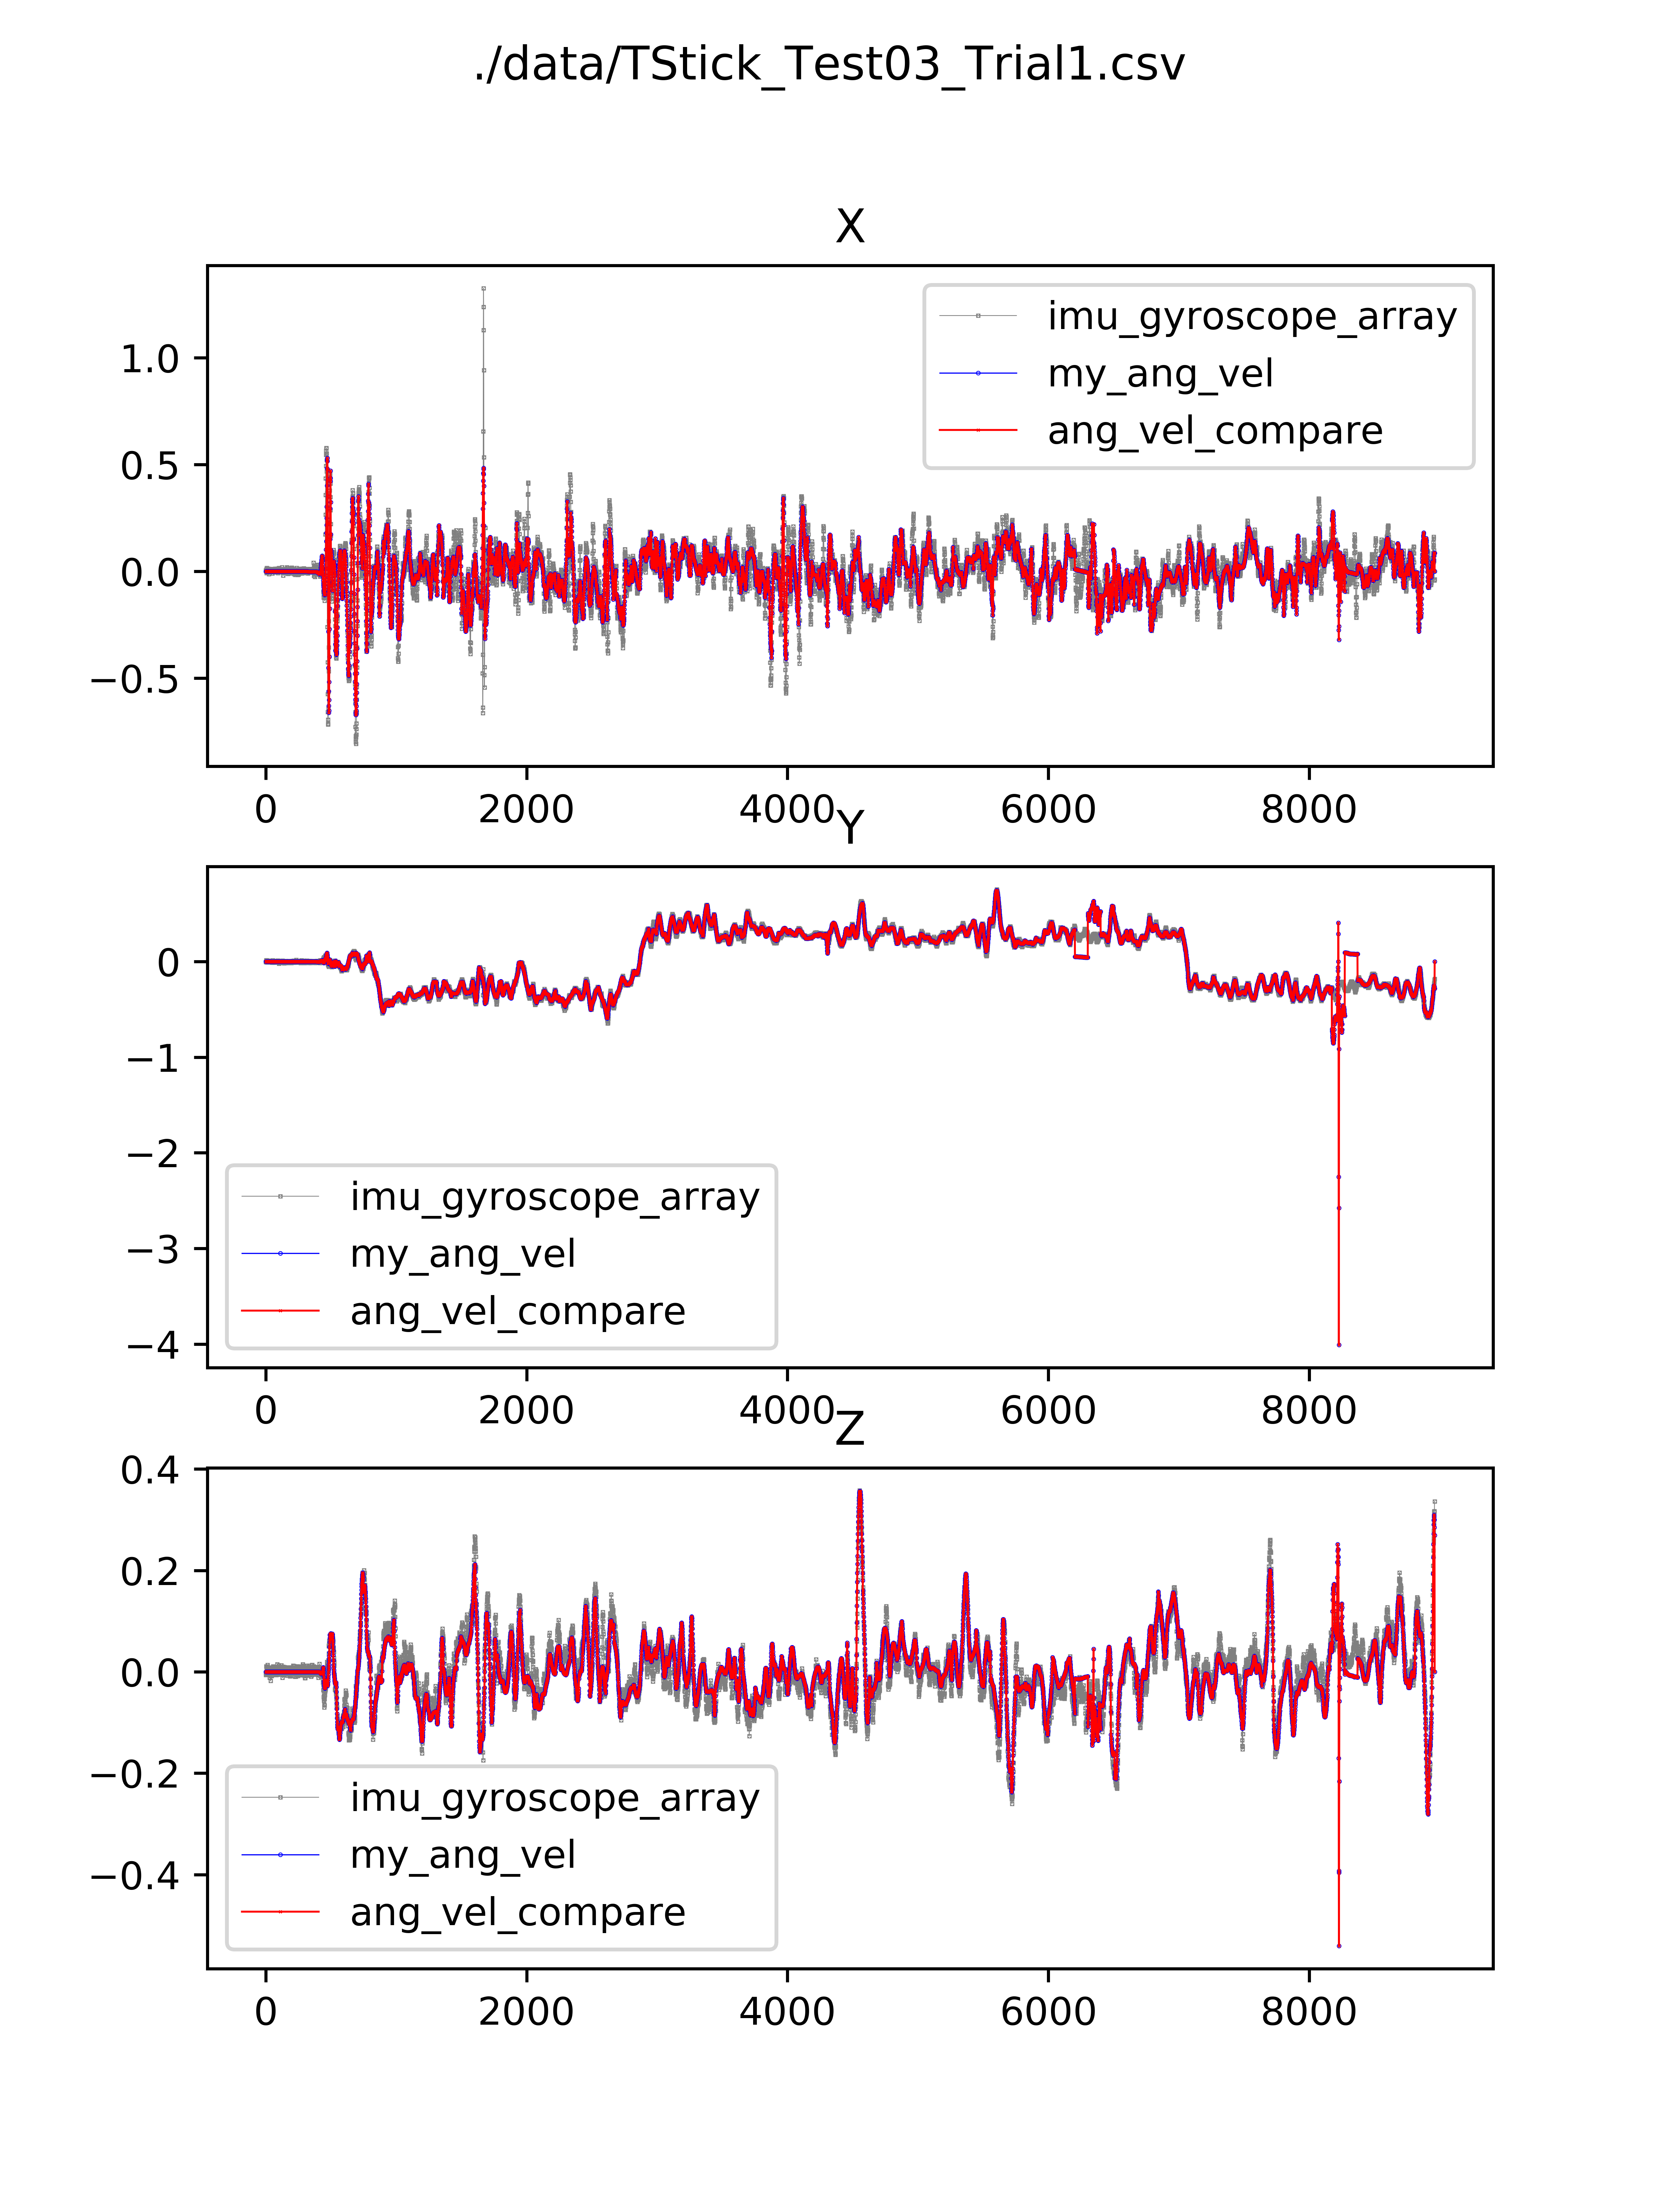 ./data/TStick_Test03_Trial1.csv
X
imu_gyroscope_array
my_ang_vel
ang_vel_compare
1.0
0.5
0.0
−0.5
0 2000 4000 6000 8000
Y
0
−1
−2
−3
−4
imu_gyroscope_array
my_ang_vel
ang_vel_compare
0 2000 4000 6000 8000
Z
0.4
0.2
0.0
−0.2
−0.4
imu_gyroscope_array
my_ang_vel
ang_vel_compare
0 2000 4000 6000 8000